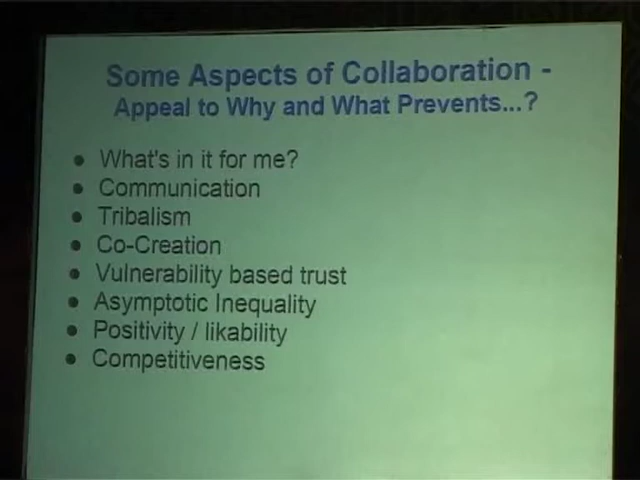 Some Aspects of Collaboration -
Appeal to Why and What Prevents...?
What's in it for me?
Communication
Tribalism
Co-Creation
Vulnerability based trust
Asymptotic Inequality
Positivity / likability
Competitiveness